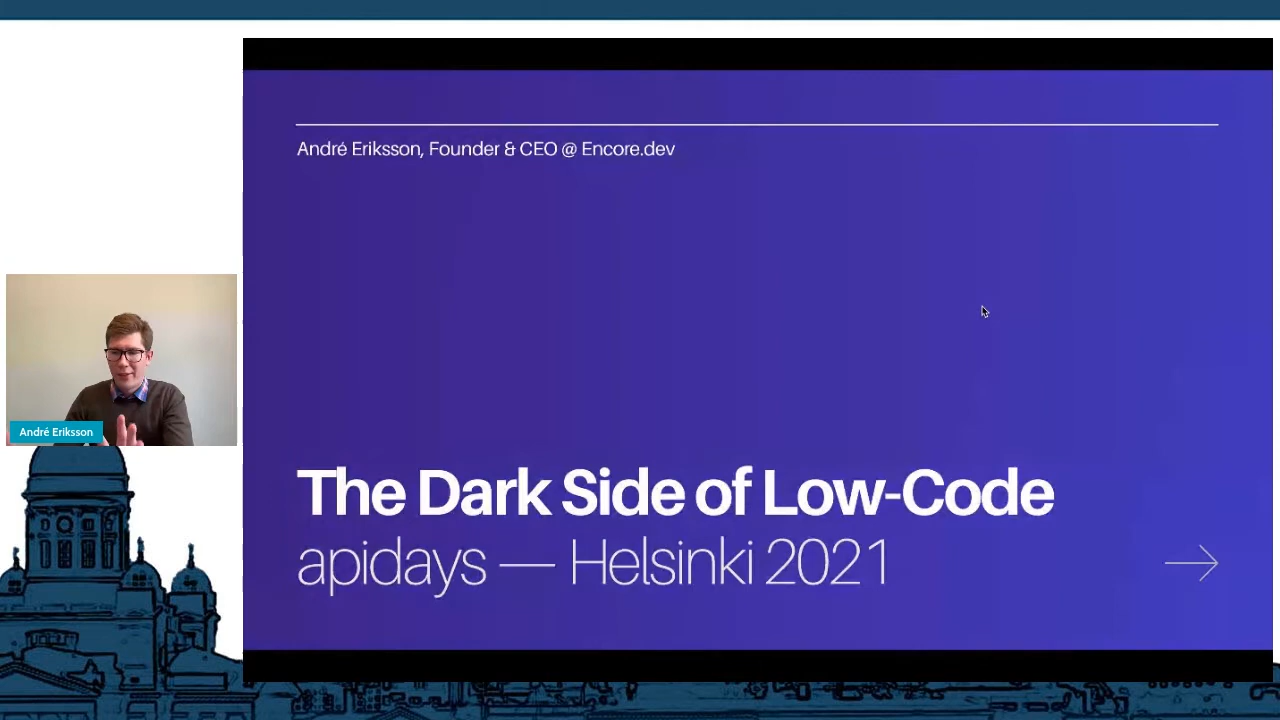 André Eriksson, Founder & CEO @ Encore.dev
André Eriksson
The Dark Side of Low-Code
apidays — Helsinki 2021